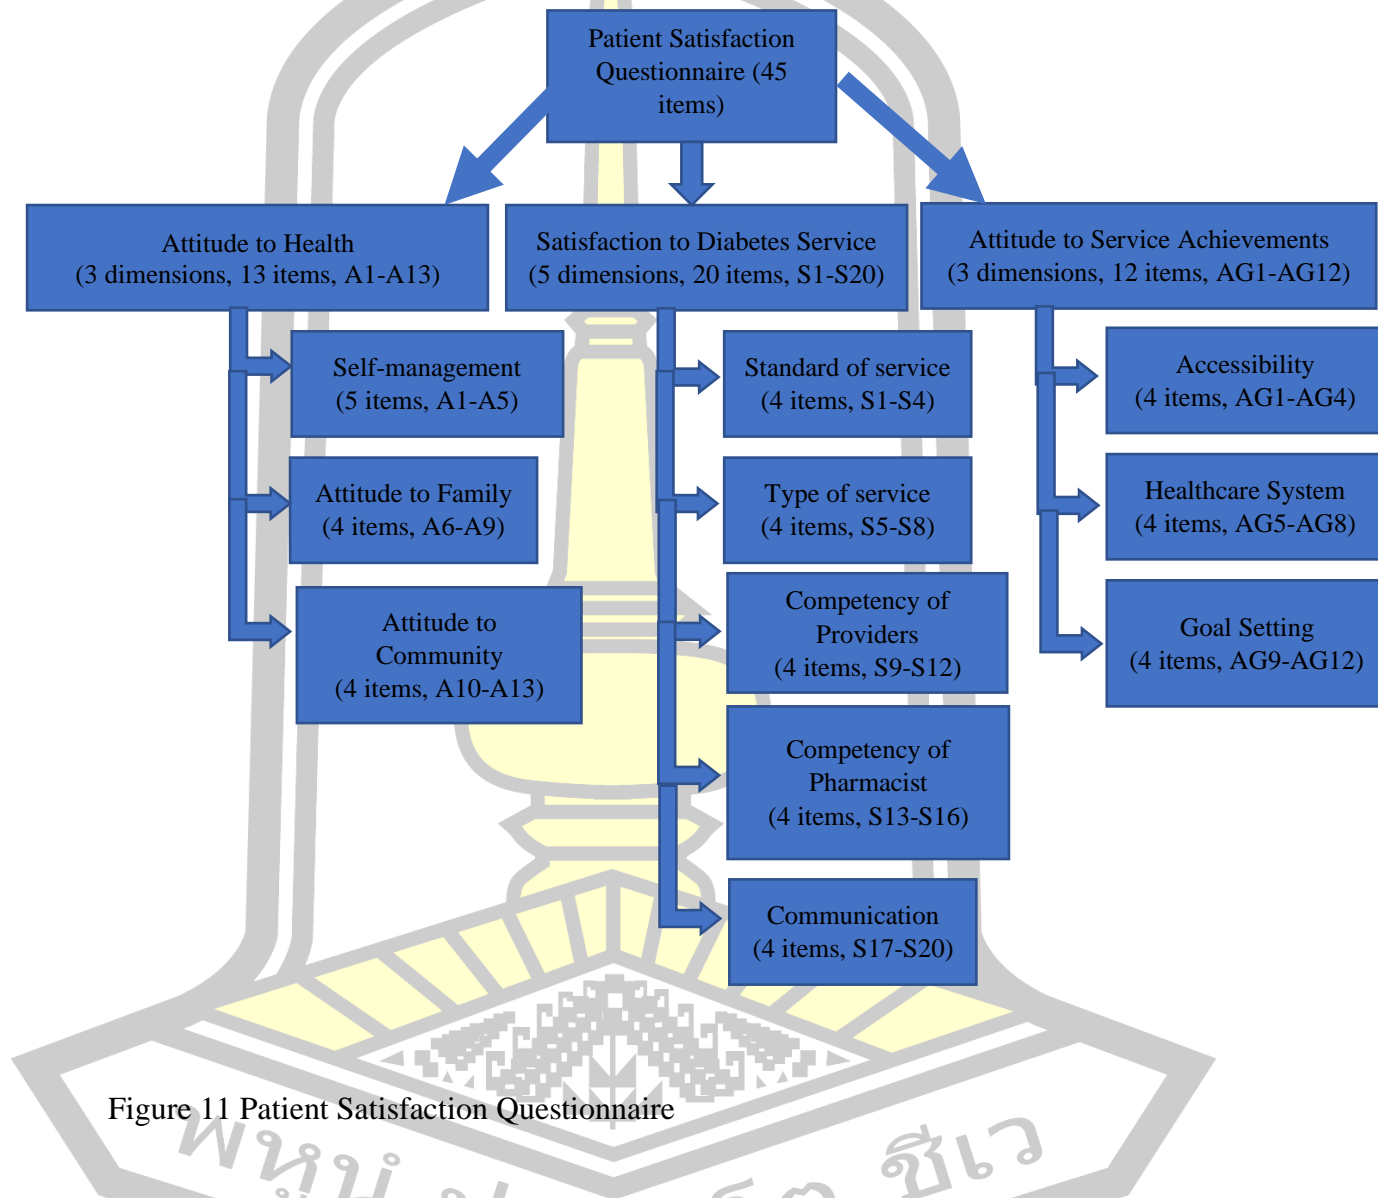 Patient Satisfaction
Questionnaire (45
items)
Attitude to Health
(3 dimensions, 13 items, A1-A13)
Satisfaction to Diabetes Service
(5 dimensions, 20 items, S1-S20)
Attitude to Service Achievements
(3 dimensions, 12 items, AG1-AG12)
Self-management
(5 items, A1-A5)
Attitude to Family
(4 items, A6-A9)
Attitude to
Community
(4 items, A10-A13)
Standard of service
(4 items, S1-S4)
Type of service
(4 items, S5-S8)
Competency of
Providers
(4 items, S9-S12)
Competency of
Pharmacist
(4 items, S13-S16)
Communication
(4 items, S17-S20)
Accessibility
(4 items, AG1-AG4)
Healthcare System
(4 items, AG5-AG8)
Goal Setting
(4 items, AG9-AG12)
Figure 11 Patient Satisfaction Questionnaire
ชีเว